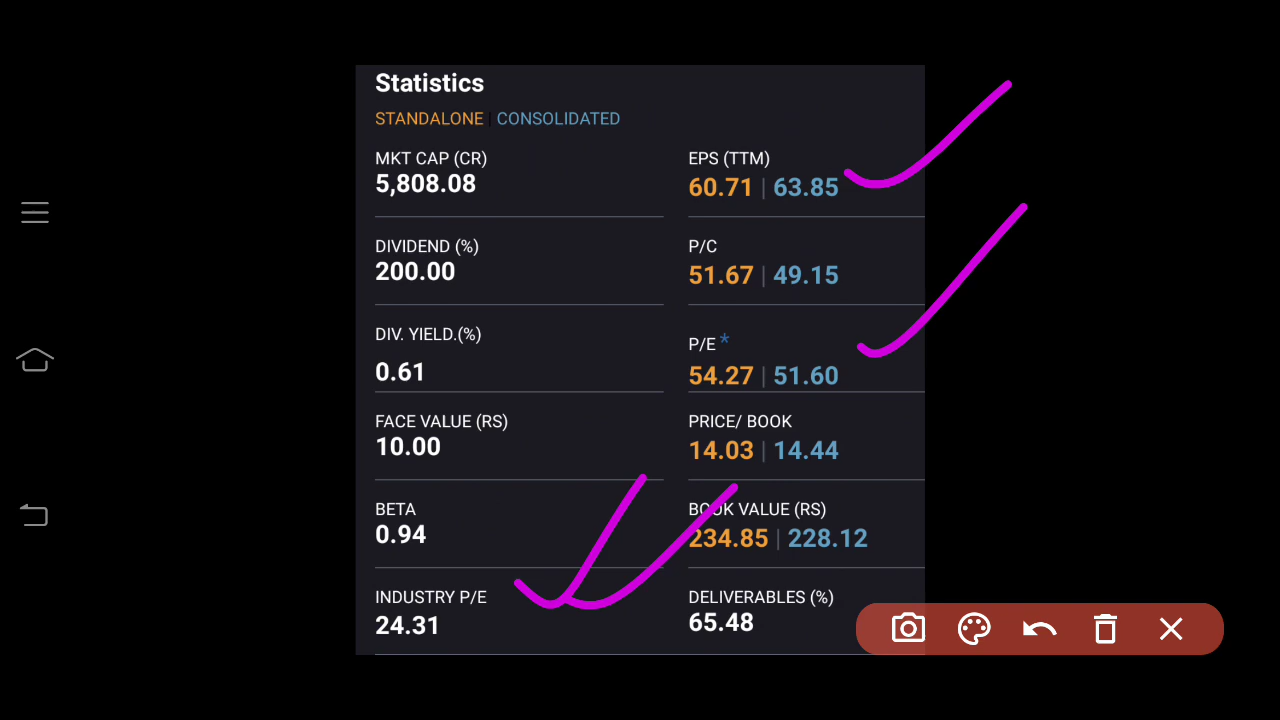 Statistics
STANDALONE | CONSOLIDATED
MKT CAP (CR)
5,808.08
EPS (TTM)
60.71 | 63.85
DIVIDEND (%)
200.00
P/C
51.67 | 49.15
DIV. YIELD.(%)
0.61
P/E *
54.27 | 51.60
FACE VALUE (RS)
10.00
PRICE/ BOOK
14.03 | 14.44
BETA
0.94
BOOK VALUE (RS)
234.85 | 228.12
INDUSTRY P/E
24.31
DELIVERABLES (%)
65.48